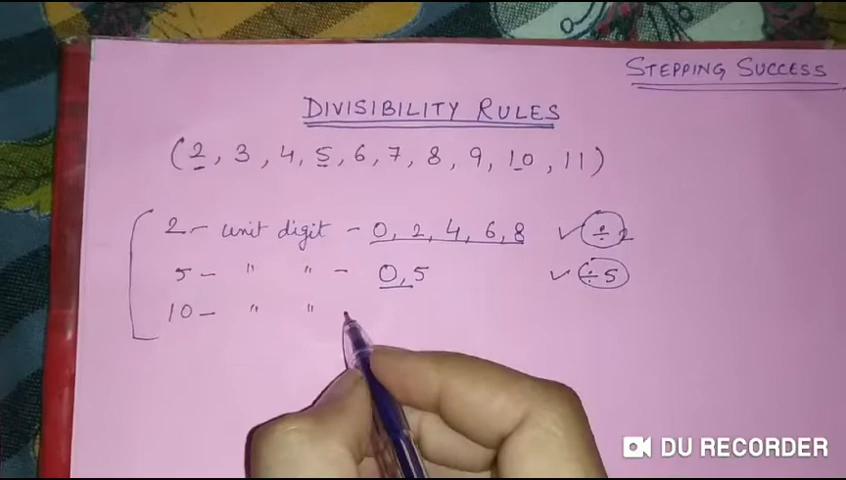 STEPPING SUCCESS
DIVISIBILITY RULES
(2, 3, 4, 5, 6, 7, 8, 9, 10, 11)
2 - unit digit - 0, 2, 4, 6, 8 ✓ ÷ 2
5 - " " - 0, 5 ✓ ÷ 5
10 - " "
DU RECORDER